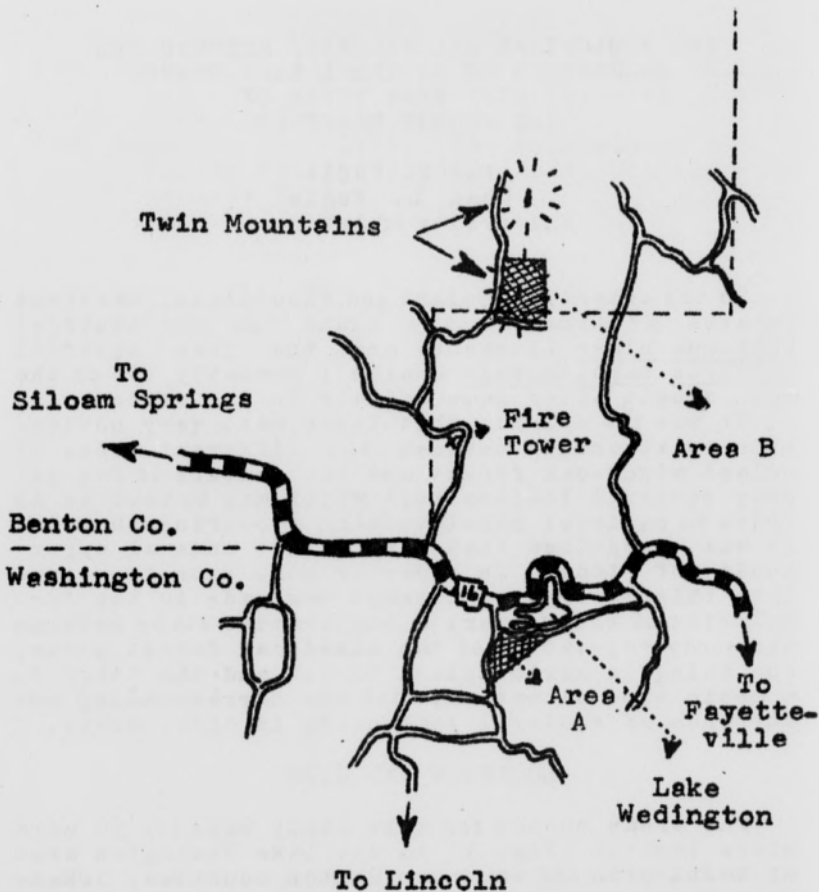 Twin Mountains
To
Siloam Springs
Fire
Tower
Area B
Benton Co.
Washington Co.
16
Area
A
To
Fayette-
ville
Lake
Wedington
To Lincoln